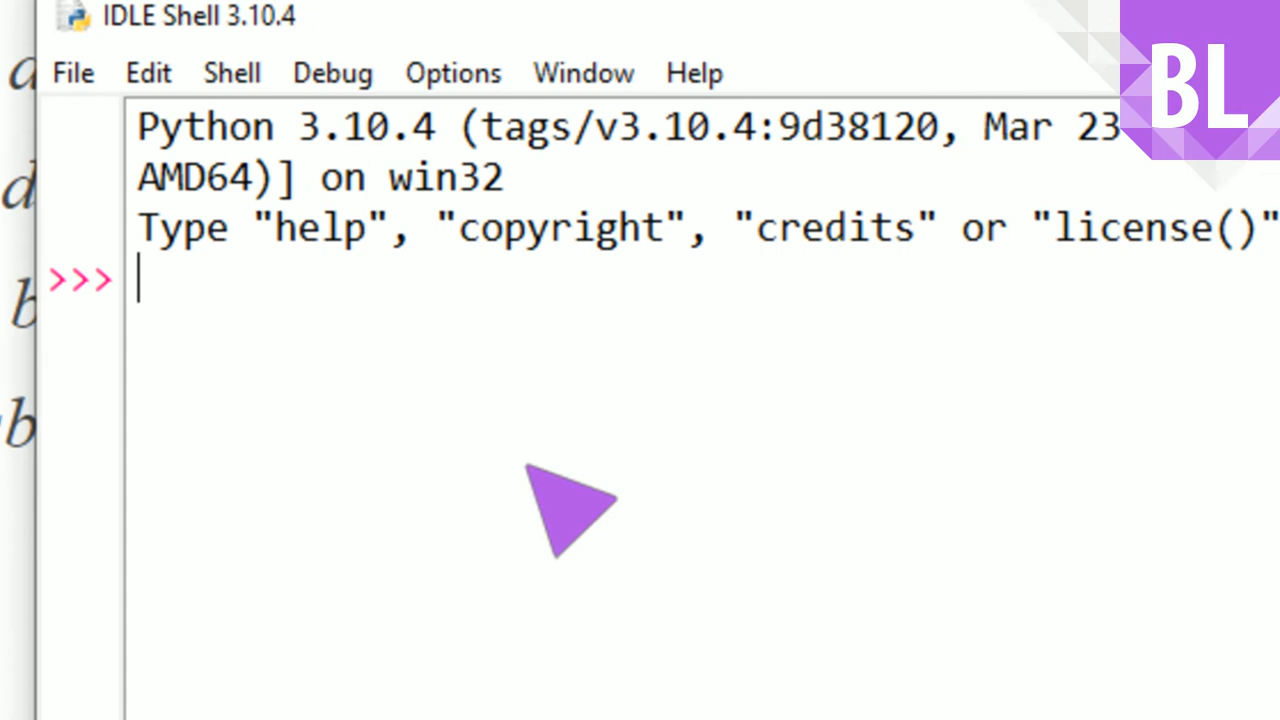 IDLE Shell 3.10.4
File Edit Shell Debug Options Window Help
BL
Python 3.10.4 (tags/v3.10.4:9d38120, Mar 23
AMD64)] on win32
Type "help", "copyright", "credits" or "license()"
>>>
d
b
b